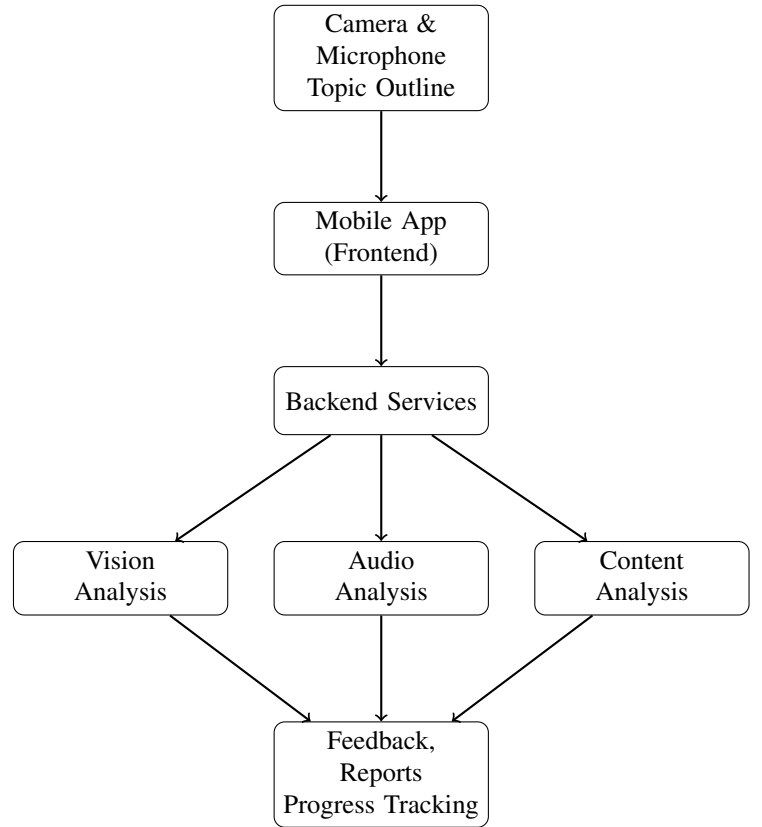 Camera &
Microphone
Topic Outline
Mobile App
(Frontend)
Backend Services
Vision
Analysis
Audio
Analysis
Content
Analysis
Feedback,
Reports
Progress Tracking